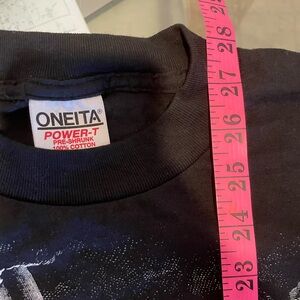 ONEITA®
POWER-T
PRE-SHRUNK
100% COTTON
28
27
26
25
24
23